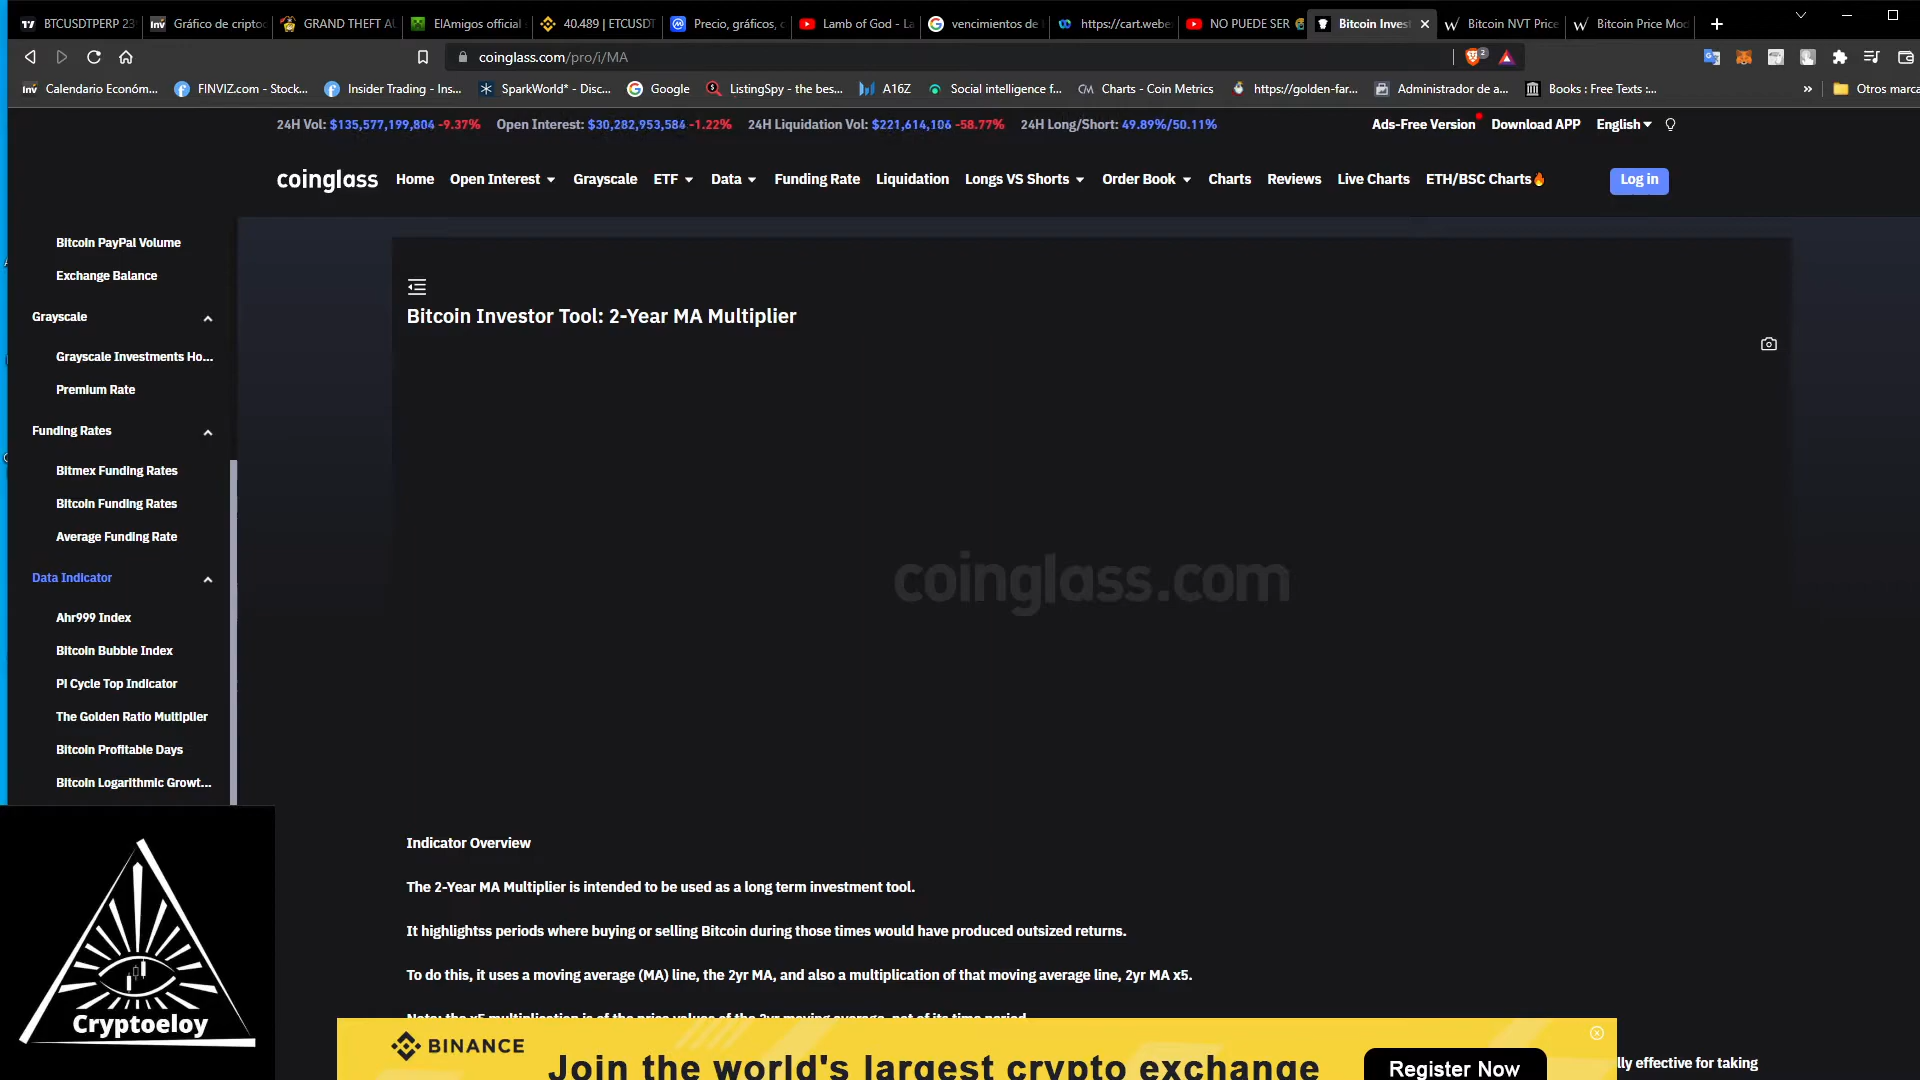 BTCUSDTPERP 23
Gráfico de cripto
GRAND THEFT AU
ElAmigos official
40.489 | ETCUSDT
Precio, gráficos, c
Lamb of God - La
vencimientos de
https://cart.webe
NO PUEDE SER
Bitcoin Inves
Bitcoin NVT Price
Bitcoin Price Mod
coinglass.com/pro/i/MA
2
Calendario Económ...
FINVIZ.com - Stock...
Insider Trading - Ins...
SparkWorld* - Disc...
Google
ListingSpy - the bes...
A16Z
Social intelligence f...
Charts - Coin Metrics
https://golden-far...
Administrador de a...
Books : Free Texts :...
»
Otros marca
24H Vol: $135,577,199,804 -9.37% Open Interest: $30,282,953,584 -1.22% 24H Liquidation Vol: $221,614,106 -58.77% 24H Long/Short: 49.89%/50.11%
Ads-Free Version Download APP English
coinglass Home Open Interest Grayscale ETF Data Funding Rate Liquidation Longs VS Shorts Order Book Charts Reviews Live Charts ETH/BSC Charts Log in
Bitcoin PayPal Volume
Exchange Balance
Grayscale
Grayscale Investments Ho...
Premium Rate
Funding Rates
Bitmex Funding Rates
Bitcoin Funding Rates
Average Funding Rate
Data Indicator
Ahr999 Index
Bitcoin Bubble Index
Pi Cycle Top Indicator
The Golden Ratio Multiplier
Bitcoin Profitable Days
Bitcoin Logarithmic Growt...
Bitcoin Investor Tool: 2-Year MA Multiplier
coinglass.com
Indicator Overview
The 2-Year MA Multiplier is intended to be used as a long term investment tool.
It highlightss periods where buying or selling Bitcoin during those times would have produced outsized returns.
To do this, it uses a moving average (MA) line, the 2yr MA, and also a multiplication of that moving average line, 2yr MA x5.
Note: the x5 multiplication is of the price values of the 2yr moving average, not of its time period.
lly effective for taking
Cryptoeloy
BINANCE
Join the world's largest crypto exchange
Register Now